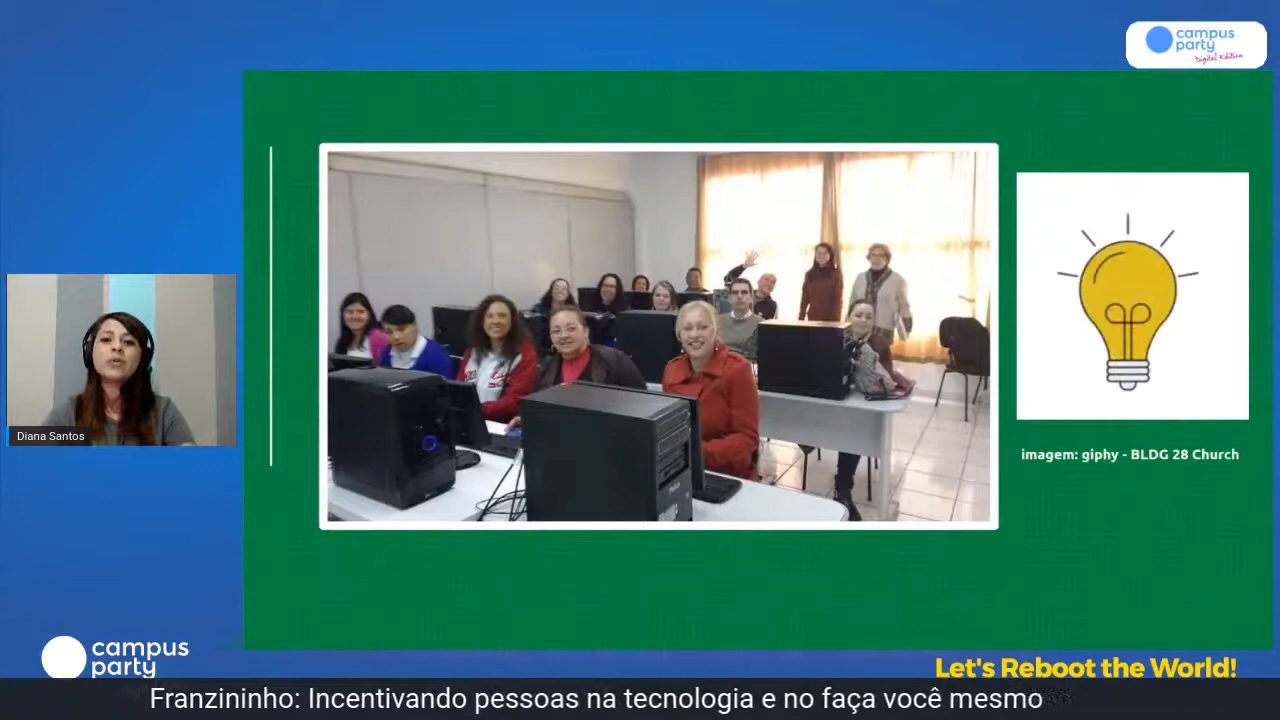 campus
party
Digital Edition
Diana Santos
imagem: giphy - BLDG 28 Church
campus
party
Let's Reboot the World!
Franzininho: Incentivando pessoas na tecnologia e no faça você mesmo